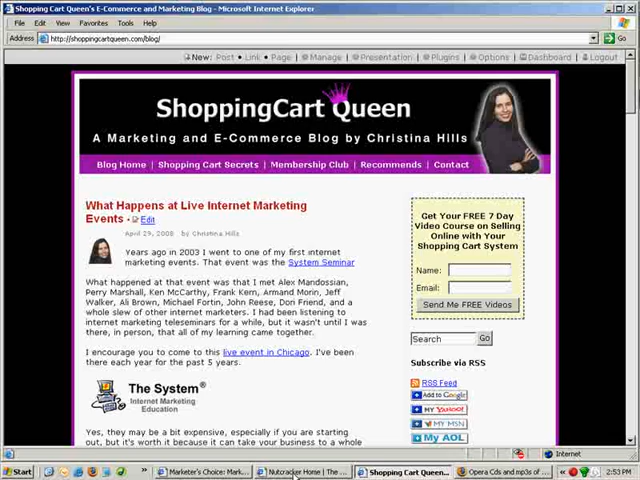 Shopping Cart Queen's E-Commerce and Marketing Blog - Microsoft Internet Explorer
File Edit View Favorites Tools Help
Address http://shoppingcartqueen.com/blog/ Go
New: Post • Link • Page | Manage | Presentation | Plugins | Options | Dashboard | Logout
ShoppingCart Queen
A Marketing and E-Commerce Blog by Christina Hills
Blog Home | Shopping Cart Secrets | Membership Club | Recommends | Contact
What Happens at Live Internet Marketing
Events • Edit
April 29, 2008 . by Christina Hills
Years ago in 2003 I went to one of my first internet
marketing events. That event was the System Seminar
What happened at that event was that I met Alex Mandossian,
Perry Marshall, Ken McCarthy, Frank Kern, Armand Morin, Jeff
Walker, Ali Brown, Michael Fortin, John Reese, Don Friend, and a
whole slew of other internet marketers. I had been listening to
internet marketing teleseminars for a while, but it wasn't until I was
there, in person, that all of my learning came together.
I encourage you to come to this live event in Chicago. I've been
there each year for the past 5 years.
The System®
Internet Marketing
Education
Yes, they may be a bit expensive, especially if you are starting
out, but it's worth it because it can take your business to a whole
Get Your FREE 7 Day
Video Course on Selling
Online with Your
Shopping Cart System
Name:
Email:
Send Me FREE Videos
Search Go
Subscribe via RSS
RSS Feed
Add to Google
MY YAHOO!
MY MSN
My AOL
Internet
Start Marketer's Choice: Mark... Nutcracker Home | The ... Shopping Cart Queen... Opera Cds and mp3s of ... 2:53 PM